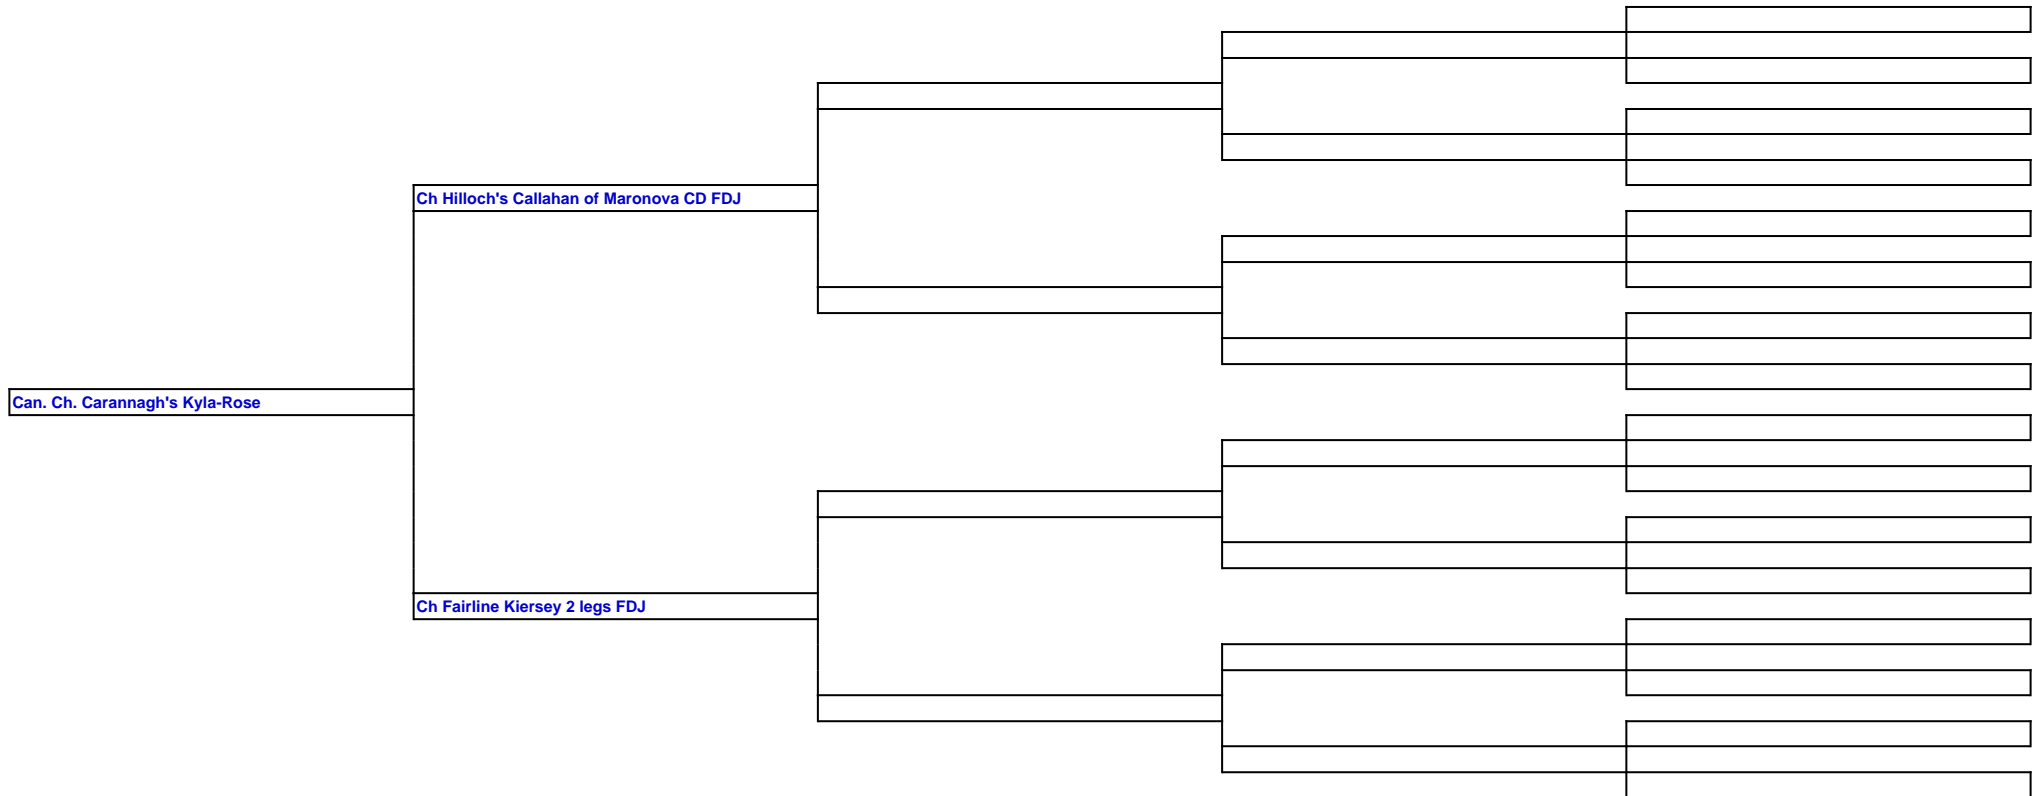 Ch Hilloch's Callahan of Maronova CD FDJ
Can. Ch. Carannagh's Kyla-Rose
Ch Fairline Kiersey 2 legs FDJ